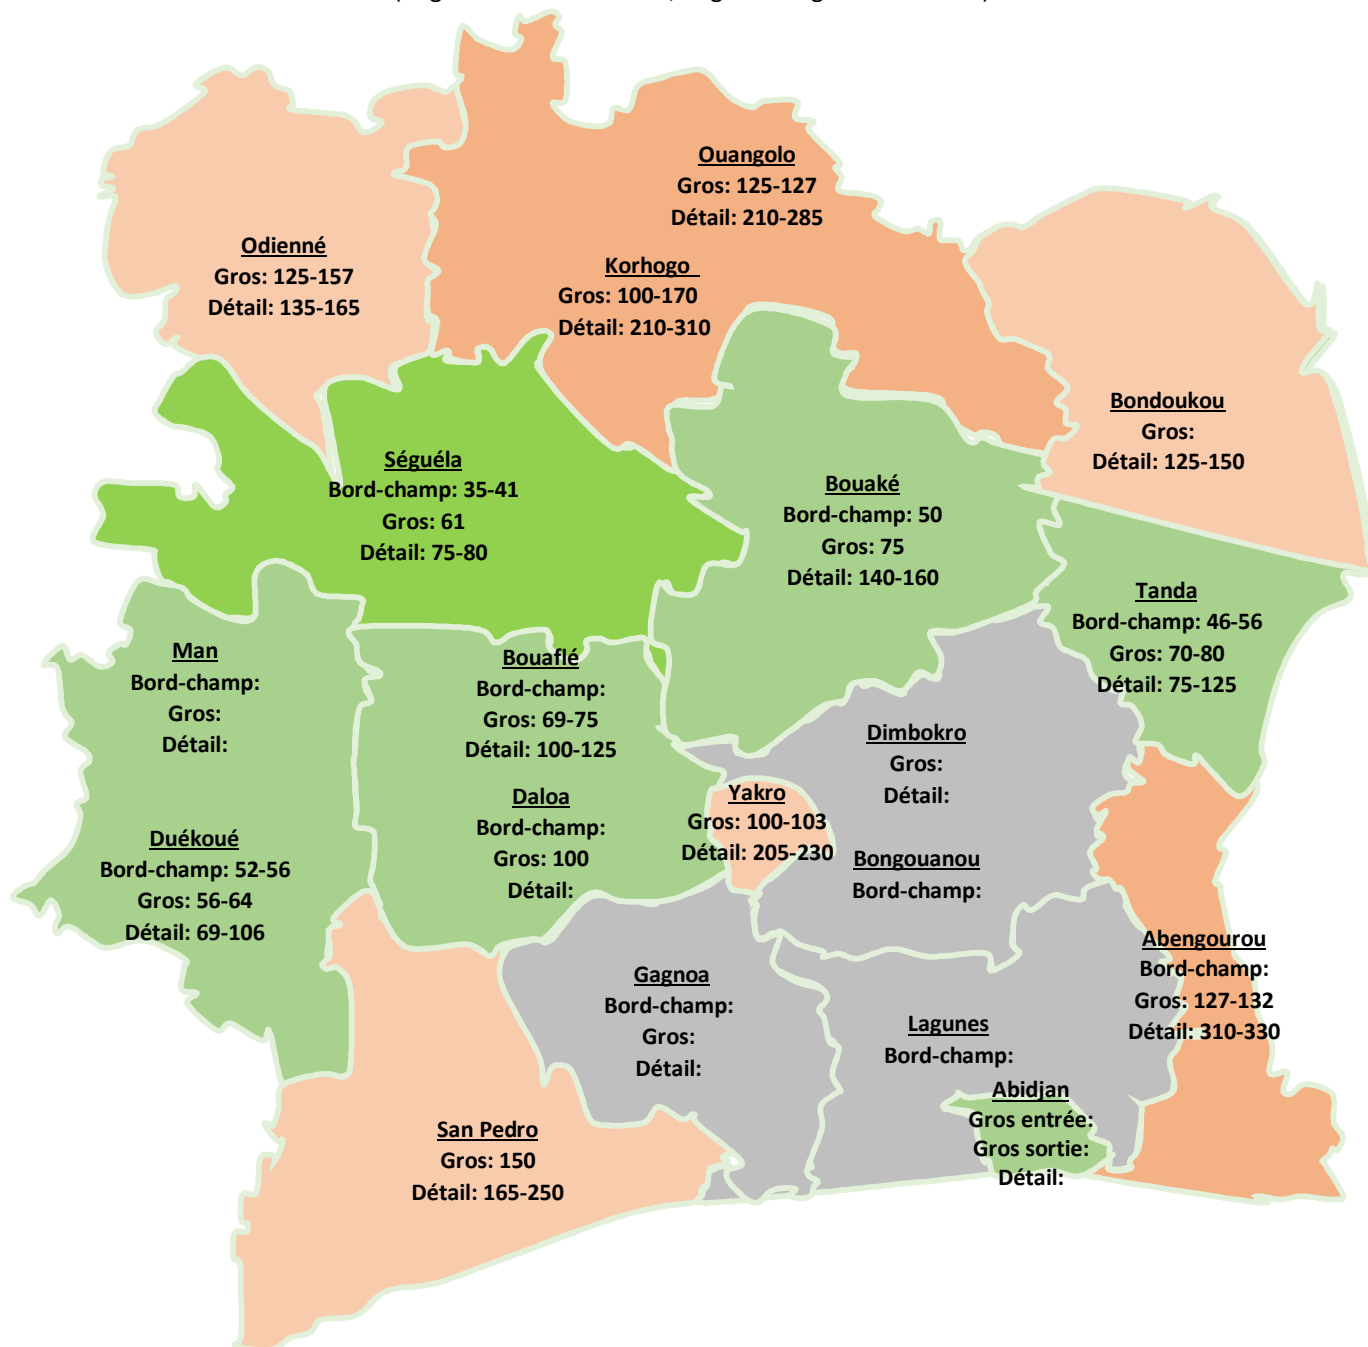 Ouangolo
Gros: 125-127
Détail: 210-285
Odienné
Gros: 125-157
Détail: 135-165
Korhogo
Gros: 100-170
Détail: 210-310
Bondoukou
Gros:
Détail: 125-150
Séguéla
Bord-champ: 35-41
Gros: 61
Détail: 75-80
Bouaké
Bord-champ: 50
Gros: 75
Détail: 140-160
Tanda
Bord-champ: 46-56
Gros: 70-80
Détail: 75-125
Man
Bord-champ:
Gros:
Détail:
Bouaflé
Bord-champ:
Gros: 69-75
Détail: 100-125
Dimbokro
Gros:
Détail:
Daloa
Bord-champ:
Gros: 100
Détail:
Yakro
Gros: 100-103
Détail: 205-230
Duékoué
Bord-champ: 52-56
Gros: 56-64
Détail: 69-106
Bongouanou
Bord-champ:
Abengourou
Bord-champ:
Gros: 127-132
Détail: 310-330
Gagnoa
Bord-champ:
Gros:
Détail:
Lagunes
Bord-champ:
Abidjan
Gros entrée:
Gros sortie:
Détail:
San Pedro
Gros: 150
Détail: 165-250